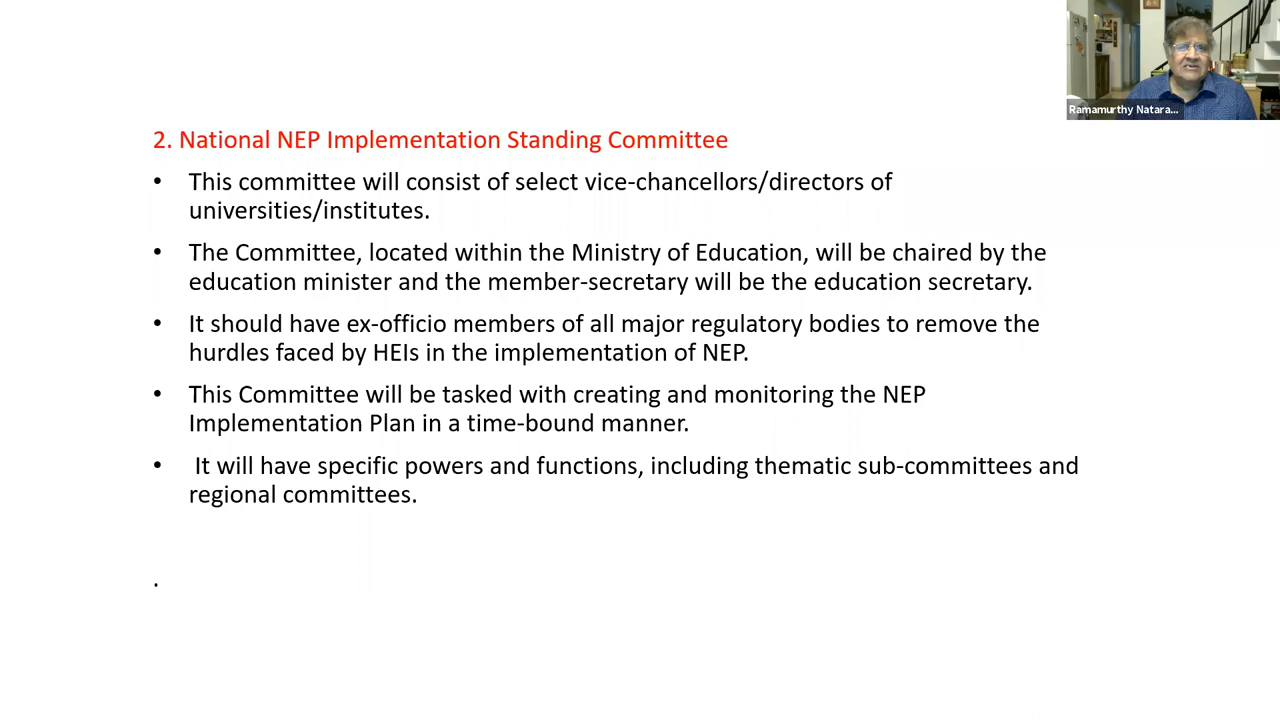 Ramamurthy Natara...
2. National NEP Implementation Standing Committee
• This committee will consist of select vice-chancellors/directors of
universities/institutes.
• The Committee, located within the Ministry of Education, will be chaired by the
education minister and the member-secretary will be the education secretary.
• It should have ex-officio members of all major regulatory bodies to remove the
hurdles faced by HEIs in the implementation of NEP.
• This Committee will be tasked with creating and monitoring the NEP
Implementation Plan in a time-bound manner.
• It will have specific powers and functions, including thematic sub-committees and
regional committees.
.